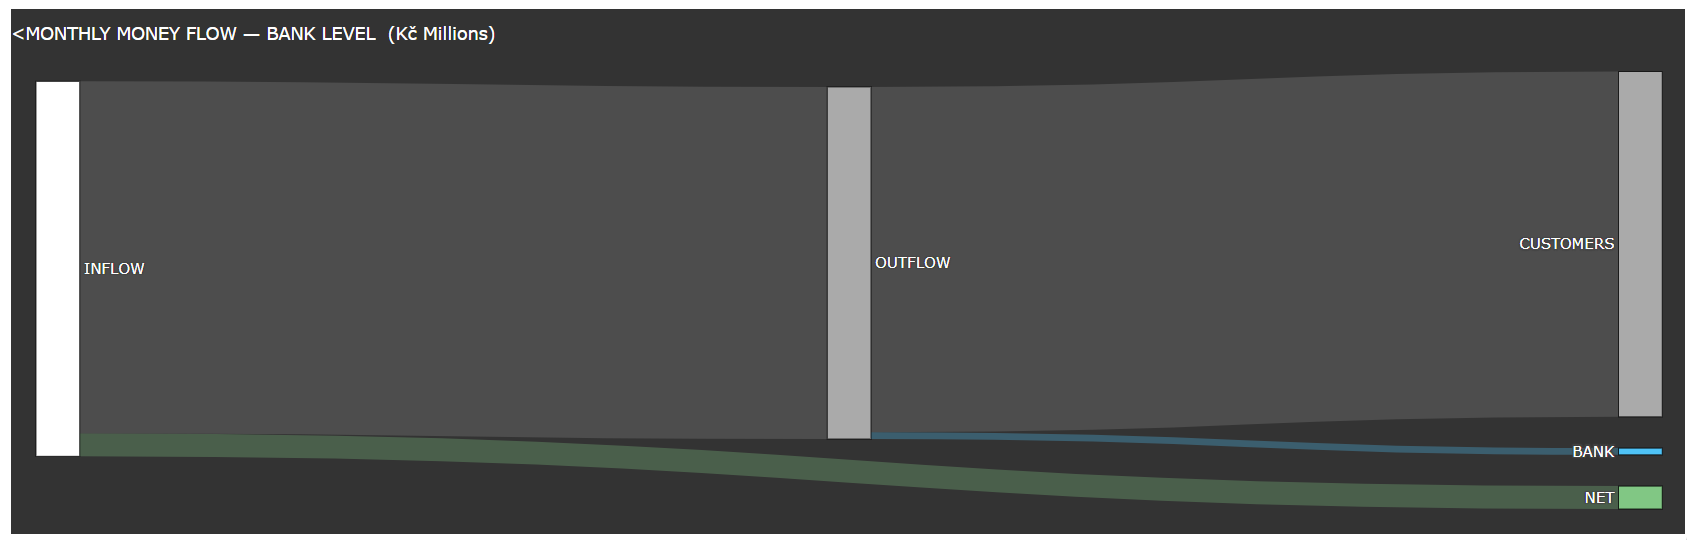 <MONTHLY MONEY FLOW — BANK LEVEL  (Kč Millions)
INFLOW
OUTFLOW
CUSTOMERS
BANK
NET